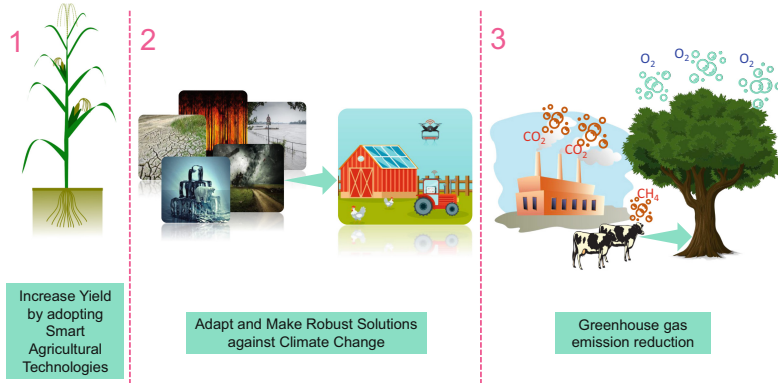 1
Increase Yield
by adopting
Smart
Agricultural
Technologies
2
Adapt and Make Robust Solutions
against Climate Change
3
O₂
O₂
O₂
CO₂
CO₂
CH₄
Greenhouse gas
emission reduction